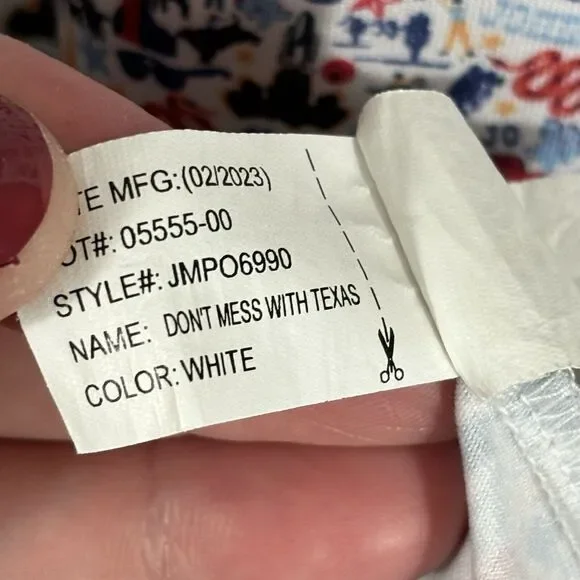 TE MFG:(02/2023)
OT#: 05555-00
STYLE#: JMPO6990
NAME: DON'T MESS WITH TEXAS
COLOR: WHITE